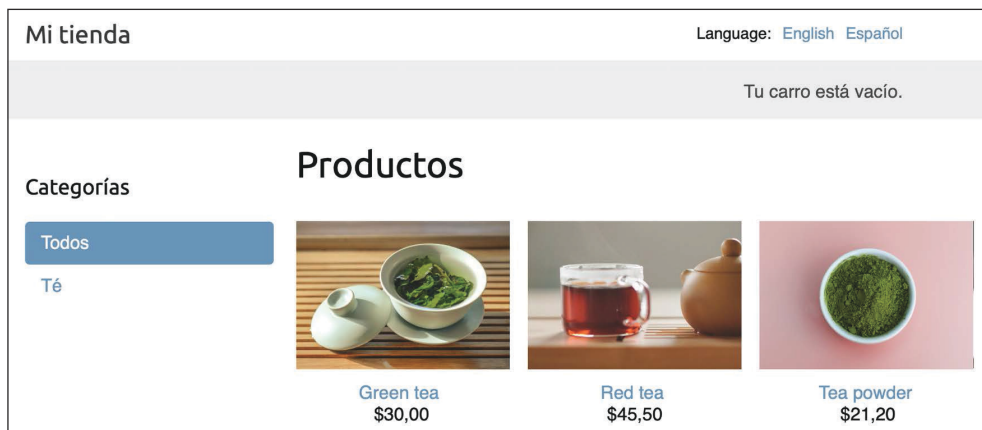 Mi tienda
Language: English Español
Tu carro está vacío.
Categorías
Todos
Té
Productos
Green tea
$30,00
Red tea
$45,50
Tea powder
$21,20